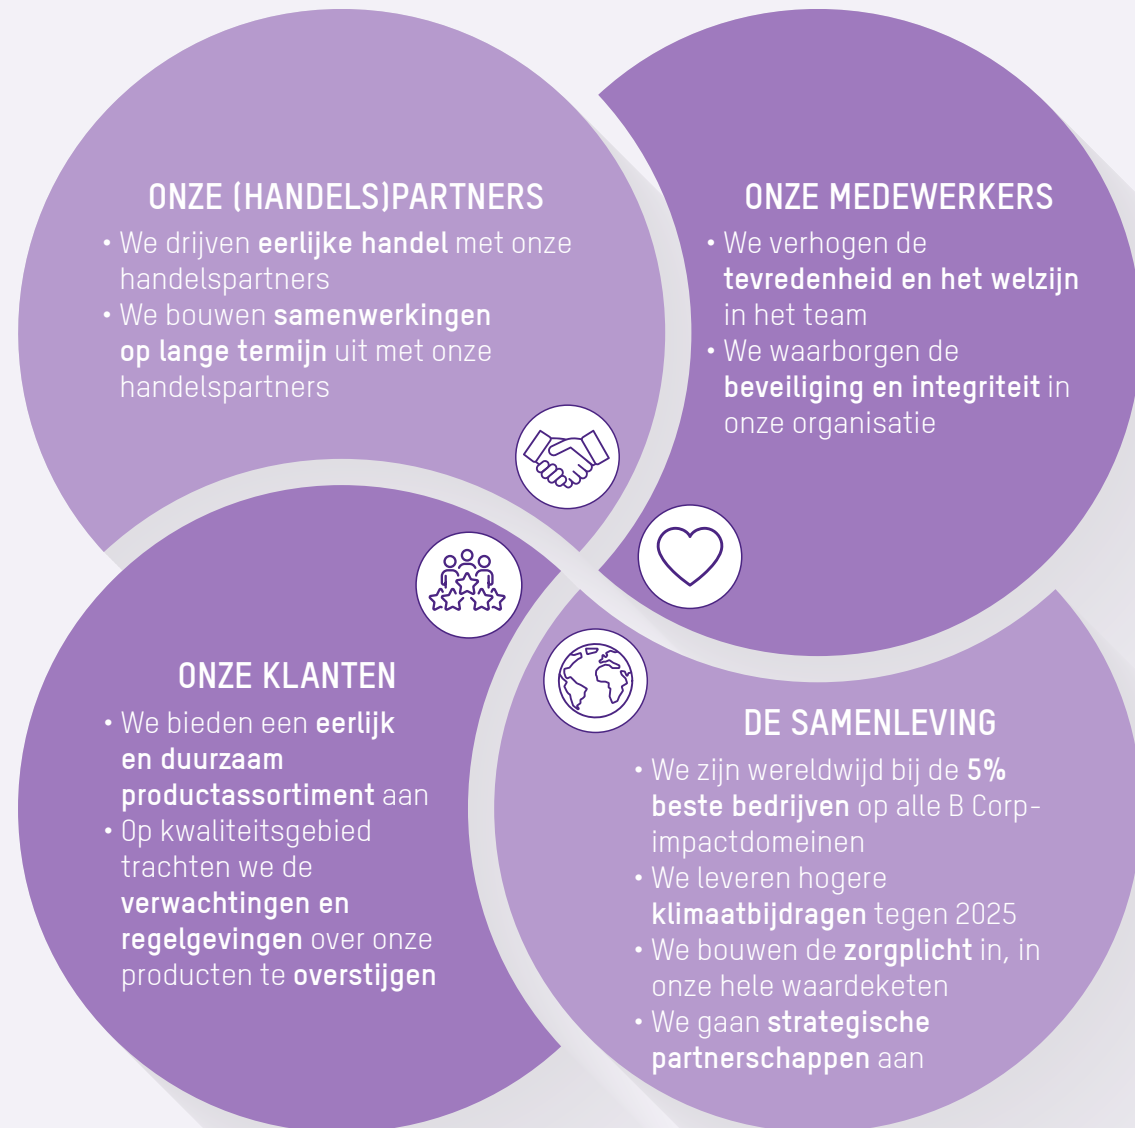 ONZE (HANDELS)PARTNERS
• We drijven eerlijke handel met onze
handelspartners
• We bouwen samenwerkingen
op lange termijn uit met onze
handelspartners
ONZE MEDEWERKERS
• We verhogen de
tevredenheid en het welzijn
in het team
• We waarborgen de
beveiliging en integriteit in
onze organisatie
ONZE KLANTEN
• We bieden een eerlijk
en duurzaam
productassortiment aan
• Op kwaliteitsgebied
trachten we de
verwachtingen en
regelgevingen over onze
producten te overstijgen
DE SAMENLEVING
• We zijn wereldwijd bij de 5%
beste bedrijven op alle B Corp-
impactdomeinen
• We leveren hogere
klimaatbijdragen tegen 2025
• We bouwen de zorgplicht in, in
onze hele waardeketen
• We gaan strategische
partnerschappen aan